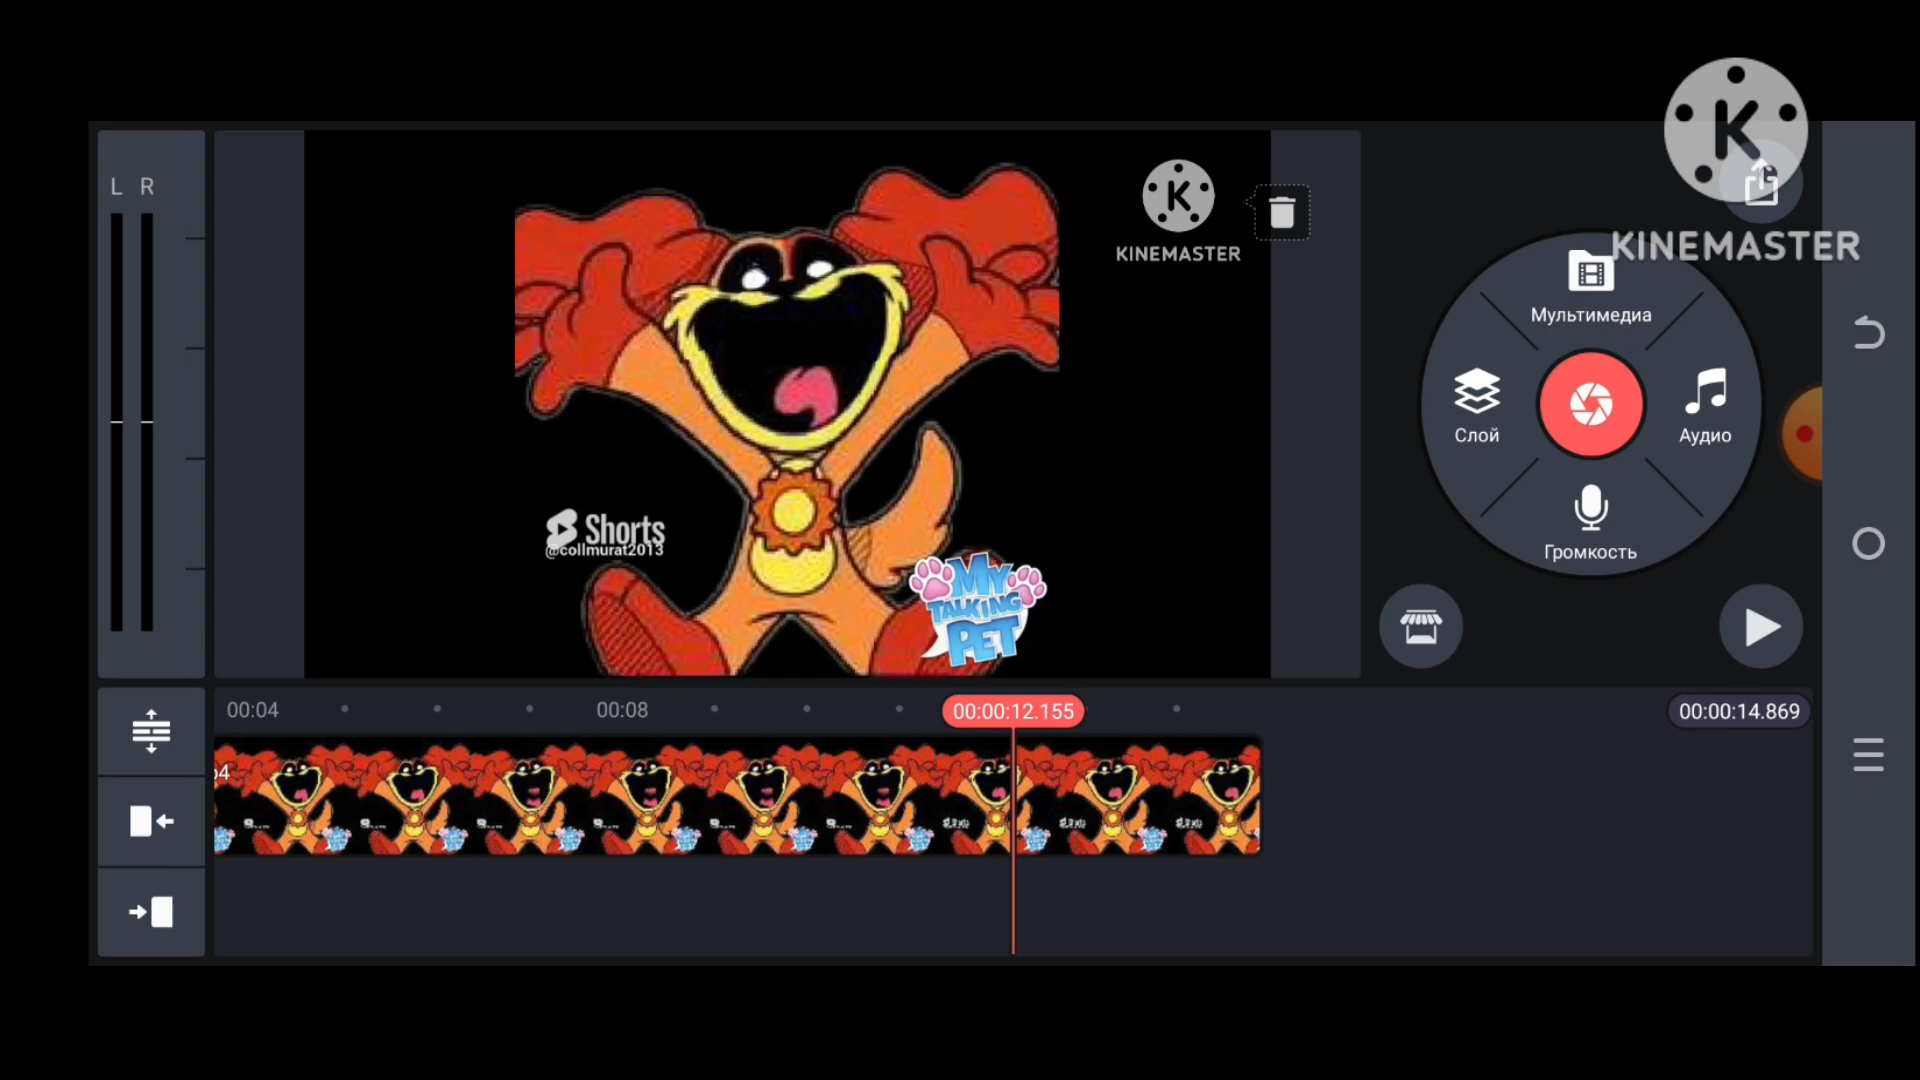 L R
K
KINEMASTER
K
KINEMASTER
Мультимедиа
Слой
Аудио
Громкость
Shorts
@collmurat2013
MY
TALKING
PET
00:04
00:08
00:00:12.155
00:00:14.869
p4